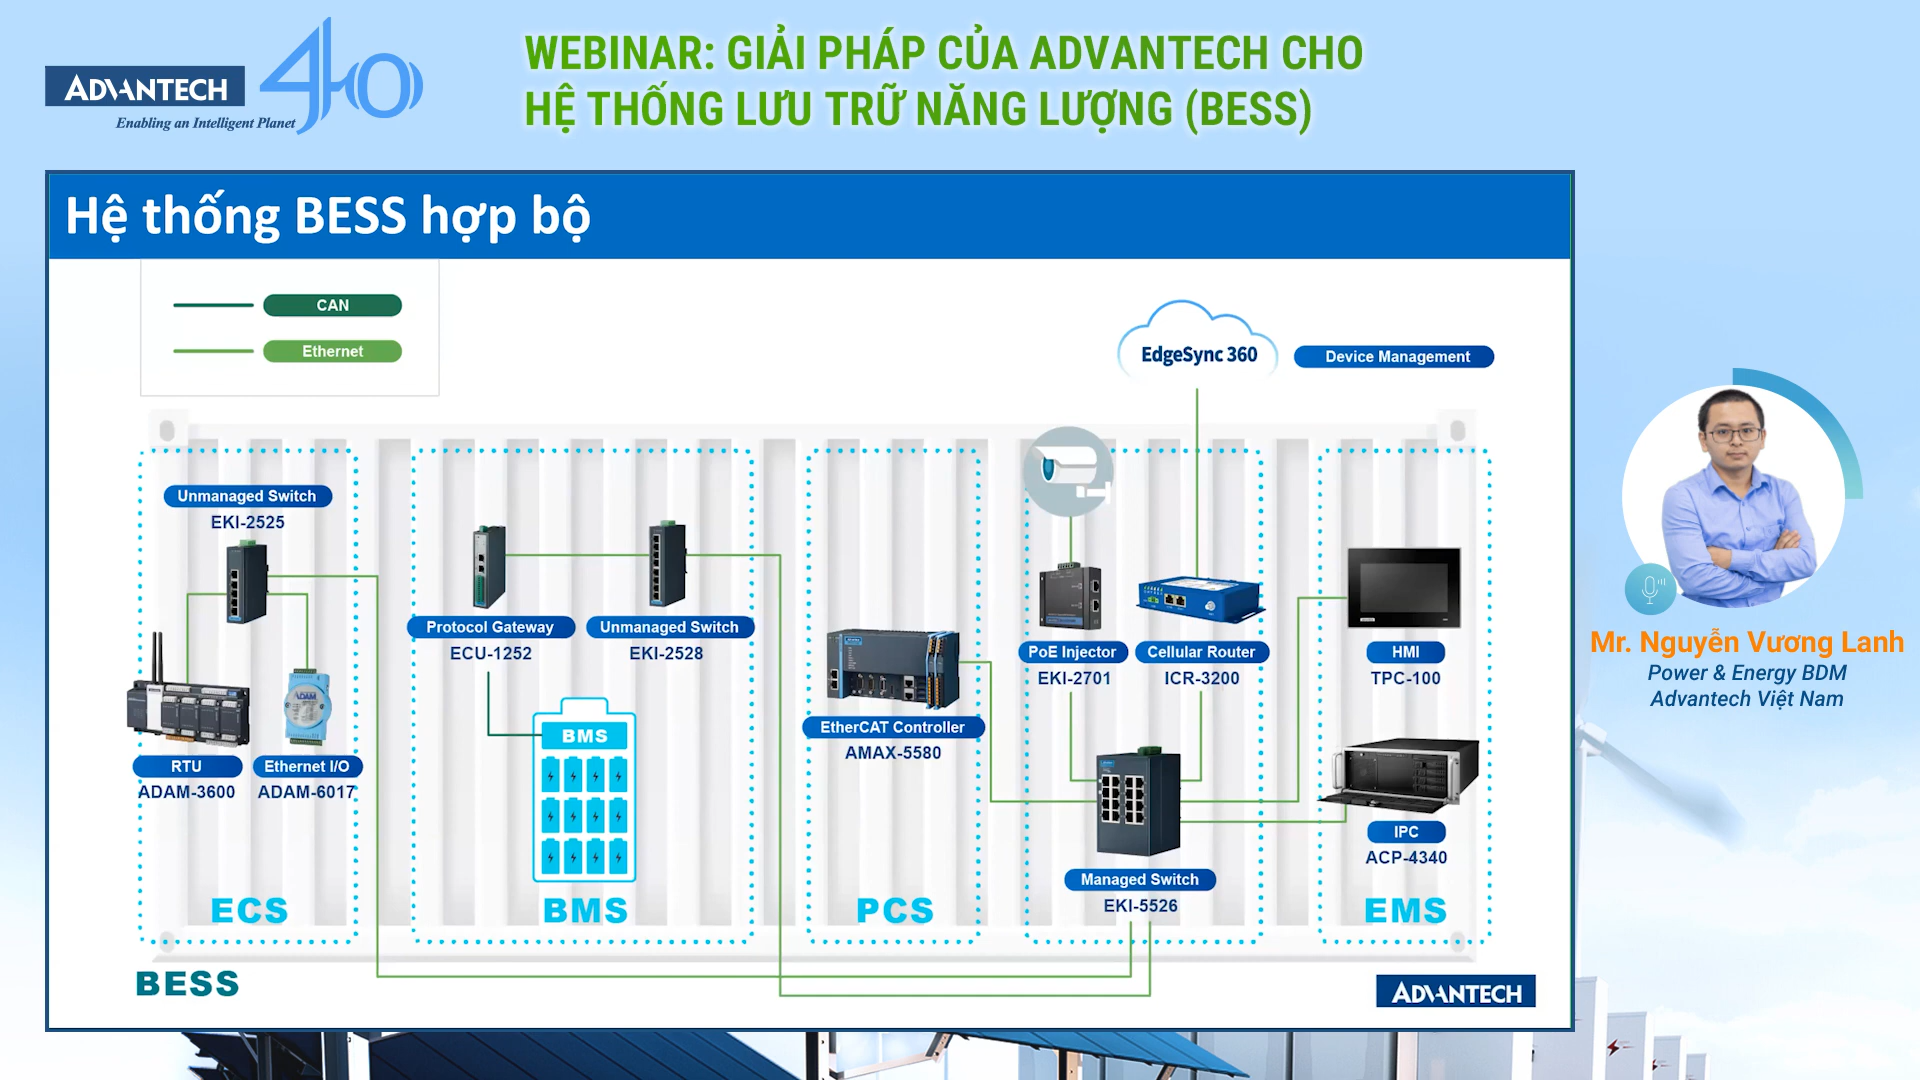 ADVANTECH
40
Enabling an Intelligent Planet
WEBINAR: GIẢI PHÁP CỦA ADVANTECH CHO
HỆ THỐNG LƯU TRỮ NĂNG LƯỢNG (BESS)
Hệ thống BESS hợp bộ
CAN
Ethernet
EdgeSync 360
Device Management
Unmanaged Switch
EKI-2525
RTU
ADAM-3600
Ethernet I/O
ADAM-6017
ECS
Protocol Gateway
ECU-1252
Unmanaged Switch
EKI-2528
BMS
BMS
EtherCAT Controller
AMAX-5580
PCS
PoE Injector
EKI-2701
Cellular Router
ICR-3200
Managed Switch
EKI-5526
HMI
TPC-100
IPC
ACP-4340
EMS
BESS
ADVANTECH
Mr. Nguyễn Vương Lanh
Power & Energy BDM
Advantech Việt Nam